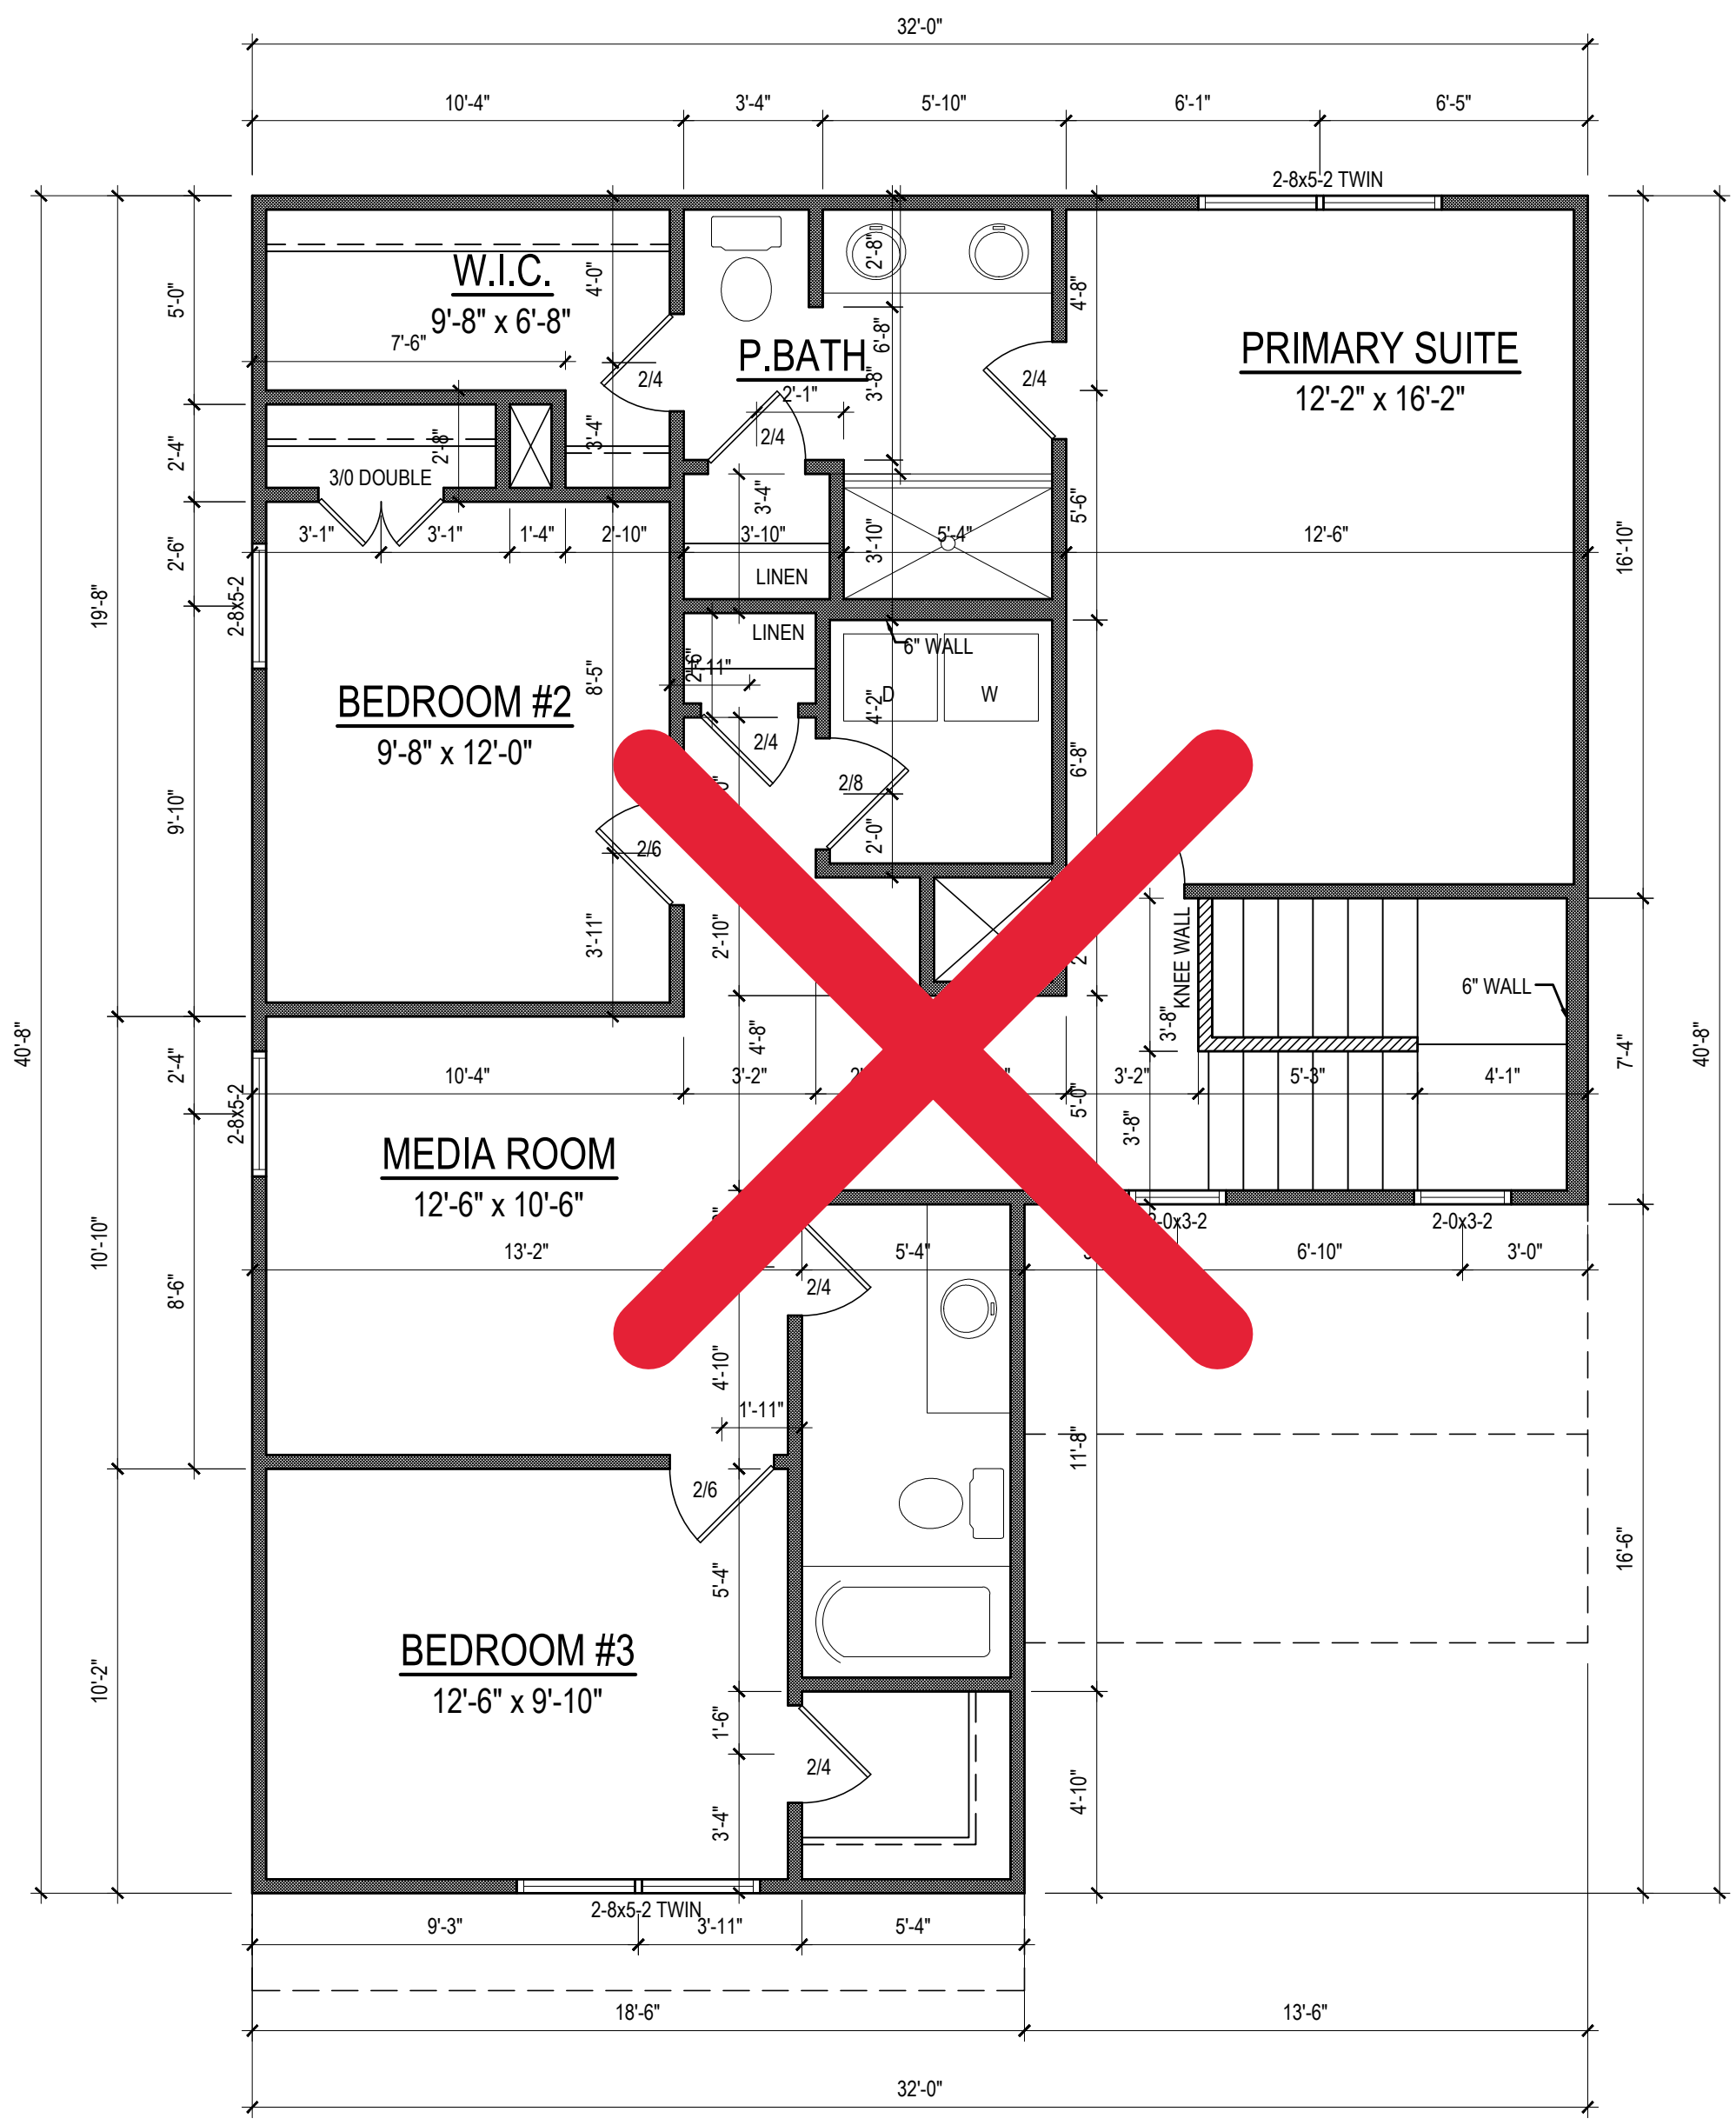 32'-0"
10'-4" 3'-4" 5'-10" 6'-1" 6'-5"
2-8x5-2 TWIN
W.I.C.
9'-8" x 6'-8"
7'-6"
4'-0"
2'-8"
4'-8"
5'-0"
P.BATH
6'-8"
3'-8"
2'-1"
2/4
2/4
2/4
PRIMARY SUITE
12'-2" x 16'-2"
2'-4"
2'-8"
3'-4"
3/0 DOUBLE
3'-4"
5'-6"
3'-1" 3'-1" 1'-4" 2'-10" 3'-10" 3'-10" 5'-4" 12'-6"
16'-10"
2'-6"
LINEN
19'-8"
2-8x5-2
LINEN
6" WALL
2'-6"
8'-5"
D W
4'-2"
BEDROOM #2
9'-8" x 12'-0"
2/4
2/8
6'-8"
9'-10"
2/6
2'-0"
3'-11"
2'-10"
KNEE WALL
6" WALL
3'-8"
40'-8"
40'-8"
7'-4"
2'-4"
4'-8"
10'-4" 3'-2" 3'-2" 5'-3" 4'-1"
2-8x5-2
5'-0"
3'-8"
MEDIA ROOM
12'-6" x 10'-6"
2-0x3-2
13'-2" 5'-4" 6'-10" 3'-0"
10'-10"
8'-6"
2/4
4'-10"
1'-11"
11'-8"
2/6
16'-6"
5'-4"
BEDROOM #3
12'-6" x 9'-10"
10'-2"
1'-6"
2/4
4'-10"
3'-4"
2-8x5-2 TWIN
9'-3" 3'-11" 5'-4"
18'-6" 13'-6"
32'-0"